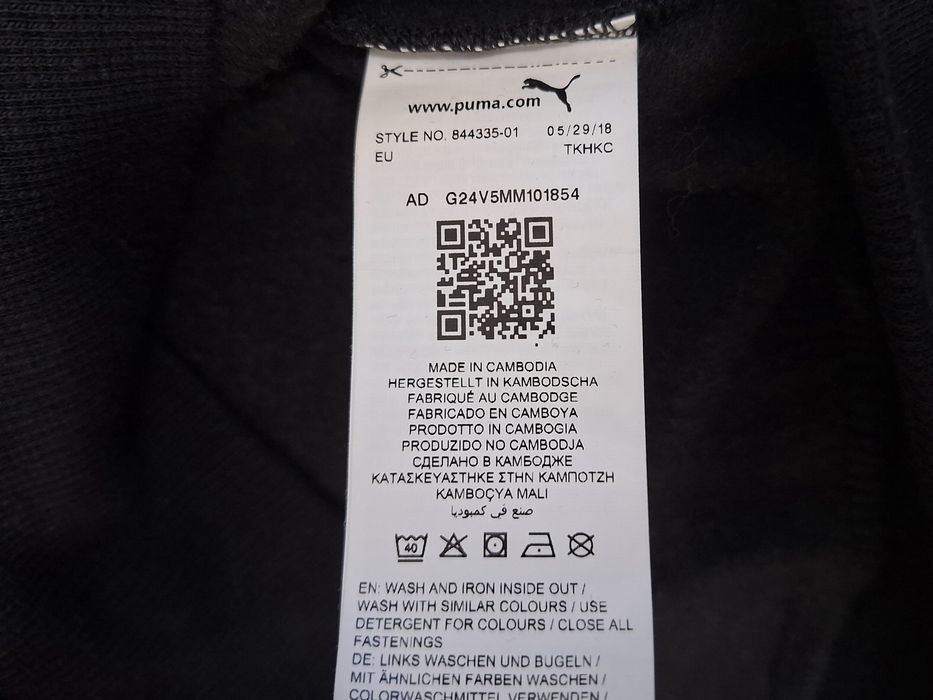 www.puma.com
STYLE NO. 844335-01 05/29/18
EU TKHKC
AD G24V5MM101854
MADE IN CAMBODIA
HERGESTELLT IN KAMBODSCHA
FABRIQUÉ AU CAMBODGE
FABRICADO EN CAMBOYA
PRODOTTO IN CAMBOGIA
PRODUZIDO NO CAMBODJA
СДЕЛАНО В КАМБОДЖЕ
ΚΑΤΑΣΚΕΥΑΣΤΗΚΕ ΣΤΗΝ ΚΑΜΠΟΤΖΗ
KAMBOÇYA MALI
صنع في كمبوديا
40
EN: WASH AND IRON INSIDE OUT /
WASH WITH SIMILAR COLOURS / USE
DETERGENT FOR COLOURS / CLOSE ALL
FASTENINGS
DE: LINKS WASCHEN UND BUGELN /
MIT ÄHNLICHEN FARBEN WASCHEN /
COLORWASCHMITTEL VERWENDEN /